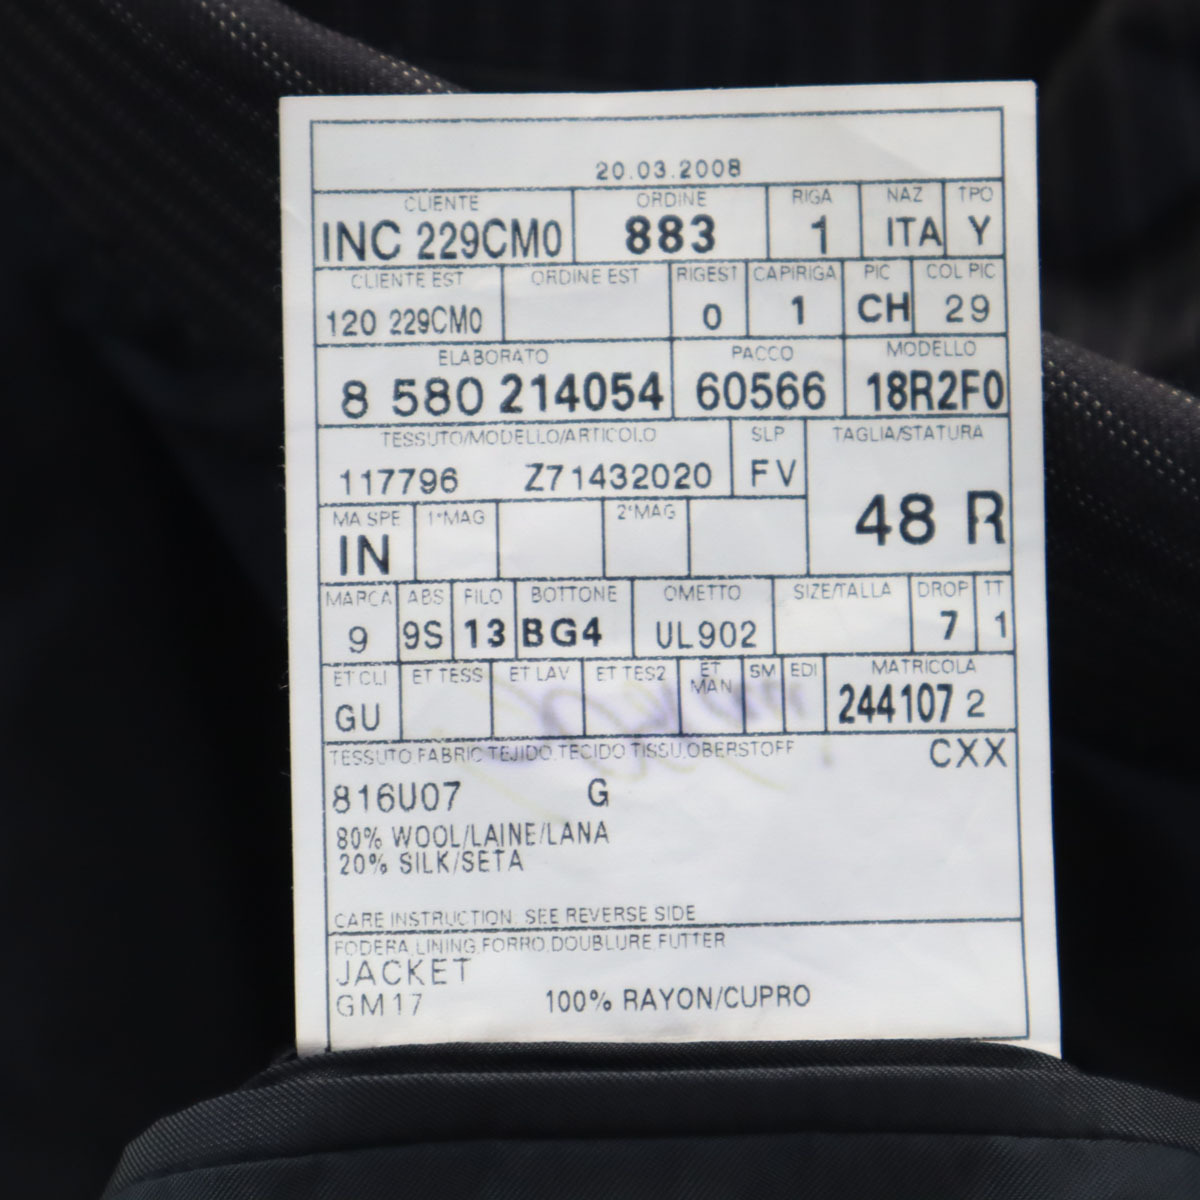 20.03.2008
CLIENTE ORDINE RIGA NAZ TPO
INC 229CM0 883 1 ITA Y
CLIENTE EST ORDINE EST RIGEST CAPIRIGA PIC COL PIC
120 229CM0 0 1 CH 29
ELABORATO PACCO MODELLO
8 580 214054 60566 18R2F0
TESSUTO/MODELLO/ARTICOLO SLP TAGLIA/STATURA
117796 Z71432020 FV
48 R
MA SPE 1°MAG 2°MAG
IN
MARCA ABS FILO BOTTONE OMETTO SIZE/TALLA DROP TT
9 9S 13 BG4 UL902 7 1
ET CLI ET TESS ET LAV ET TES2 ET MAN SM EDI MATRICOLA
GU 244107 2
TESSUTO,FABRIC,TEJIDO,TECIDO,TISSU,OBERSTOFF CXX
816U07 G
80% WOOL/LAINE/LANA
20% SILK/SETA
CARE INSTRUCTION: SEE REVERSE SIDE
FODERA,LINING,FORRO,DOUBLURE,FUTTER
JACKET
GM17 100% RAYON/CUPRO